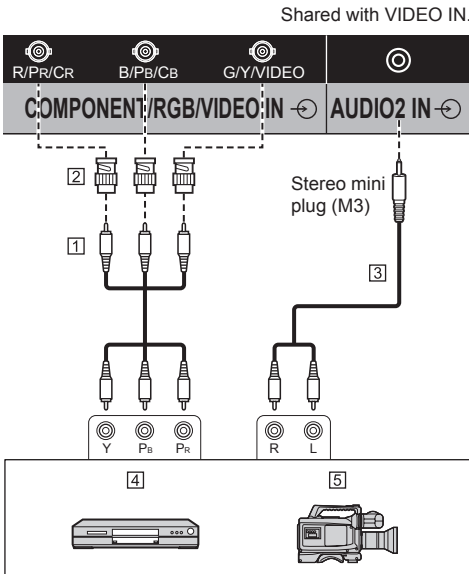 Shared with VIDEO IN.
R/PR/CR B/PB/CB G/Y/VIDEO
COMPONENT/RGB/VIDEO IN AUDIO2 IN
2
Stereo mini
plug (M3)
1
3
Y PB PR R L
4 5